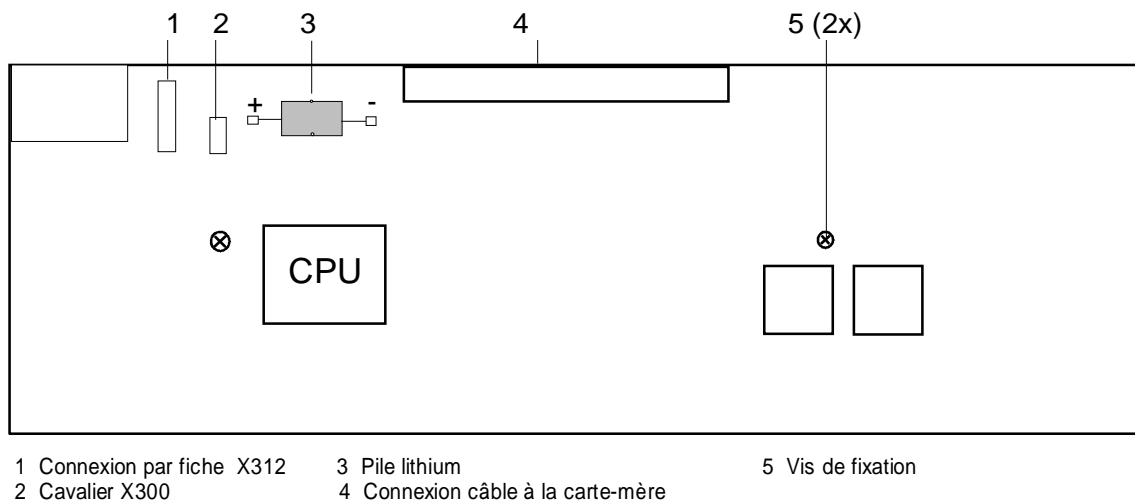 1 2 3 4 5 (2x)
+ -
CPU
1 Connexion par fiche X312 3 Pile lithium 5 Vis de fixation
2 Cavalier X300 4 Connexion câble à la carte-mère